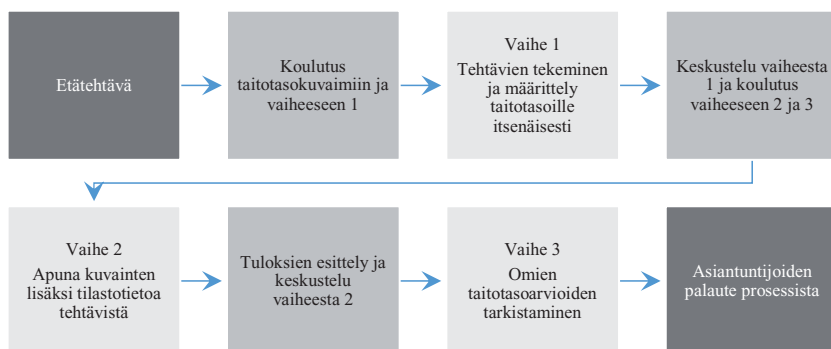 Etätehtävä
Koulutus
taitotasokuvaimiin ja
vaiheeseen 1
Vaihe 1
Tehtävien tekeminen
ja määrittely
taitotasoille
itsenäisesti
Keskustelu vaiheesta
1 ja koulutus
vaiheeseen 2 ja 3
Vaihe 2
Apuna kuvainten
lisäksi tilastotietoa
tehtävistä
Tuloksien esittely ja
keskustelu
vaiheesta 2
Vaihe 3
Omien
taitotasoarvioiden
tarkistaminen
Asiantuntijoiden
palaute prosessista